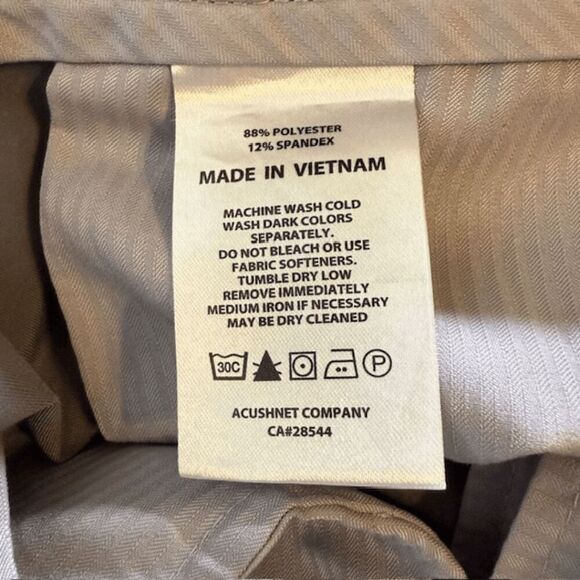 88% POLYESTER
12% SPANDEX
MADE IN VIETNAM
MACHINE WASH COLD
WASH DARK COLORS
SEPARATELY.
DO NOT BLEACH OR USE
FABRIC SOFTENERS.
TUMBLE DRY LOW
REMOVE IMMEDIATELY
MEDIUM IRON IF NECESSARY
MAY BE DRY CLEANED
30C P
ACUSHNET COMPANY
CA#28544